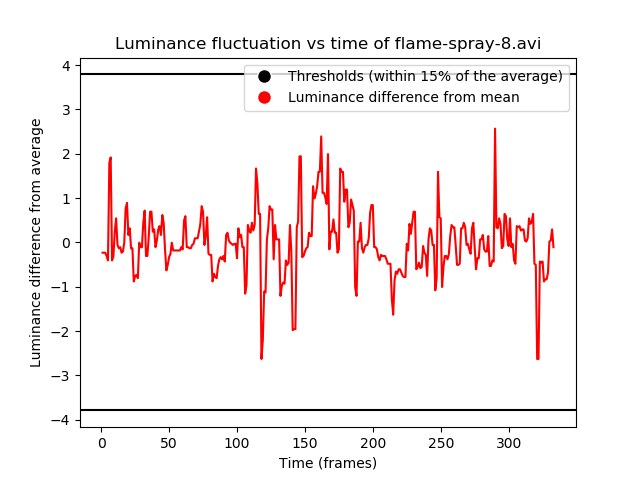 Luminance fluctuation vs time of flame-spray-8.avi
Thresholds (within 15% of the average)
Luminance difference from mean
Luminance difference from average
4
3
2
1
0
−1
−2
−3
−4
0 50 100 150 200 250 300
Time (frames)